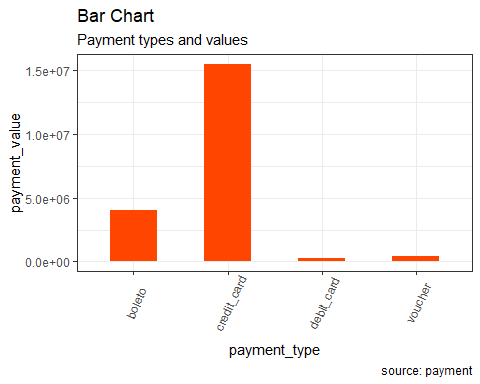 Bar Chart
Payment types and values
payment_value
1.5e+07
1.0e+07
5.0e+06
0.0e+00
boleto
credit_card
debit_card
voucher
payment_type
source: payment